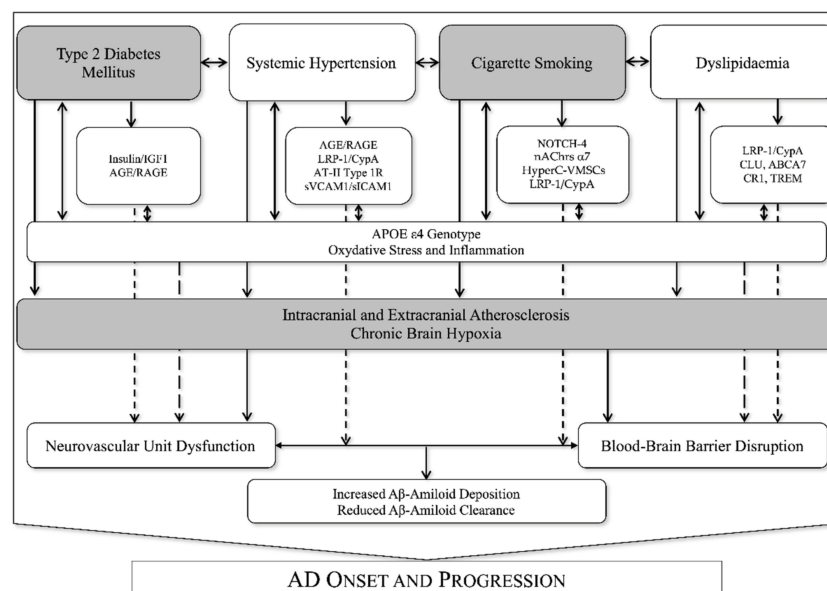 Type 2 Diabetes
Mellitus
Systemic Hypertension
Cigarette Smoking
Dyslipidaemia
Insulin/IGF1
AGE/RAGE
AGE/RAGE
LRP-1/CypA
AT-II Type 1R
sVCAM1/sICAM1
NOTCH-4
nAChrs α7
HyperC-VMSCs
LRP-1/CypA
LRP-1/CypA
CLU, ABCA7
CR1, TREM
APOE ε4 Genotype
Oxydative Stress and Inflammation
Intracranial and Extracranial Atherosclerosis
Chronic Brain Hypoxia
Neurovascular Unit Dysfunction
Blood-Brain Barrier Disruption
Increased Aβ-Amiloid Deposition
Reduced Aβ-Amiloid Clearance
AD ONSET AND PROGRESSION